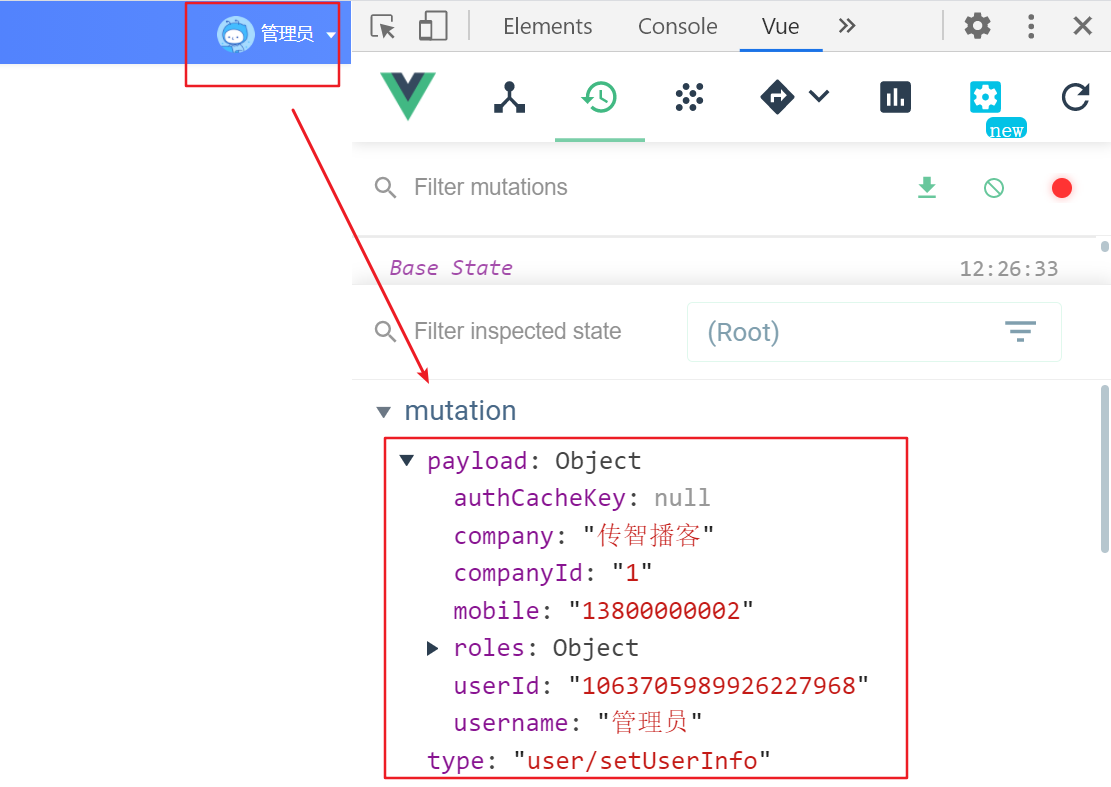 管理员
Elements Console Vue
new
Filter mutations
Base State 12:26:33
Filter inspected state (Root)
mutation
payload: Object
authCacheKey: null
company: "传智播客"
companyId: "1"
mobile: "13800000002"
roles: Object
userId: "1063705989926227968"
username: "管理员"
type: "user/setUserInfo"